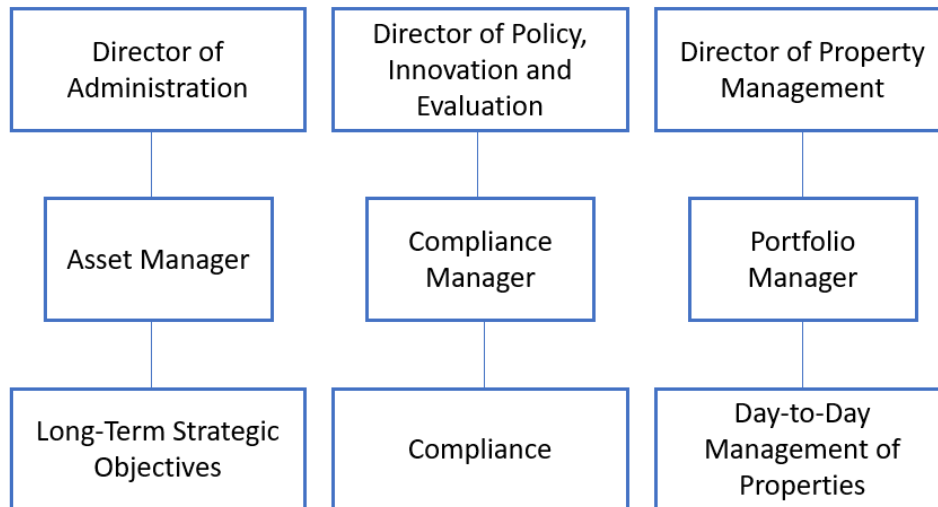 Director of
Administration
Director of Policy,
Innovation and
Evaluation
Director of Property
Management
Asset Manager
Compliance
Manager
Portfolio
Manager
Long-Term Strategic
Objectives
Compliance
Day-to-Day
Management of
Properties